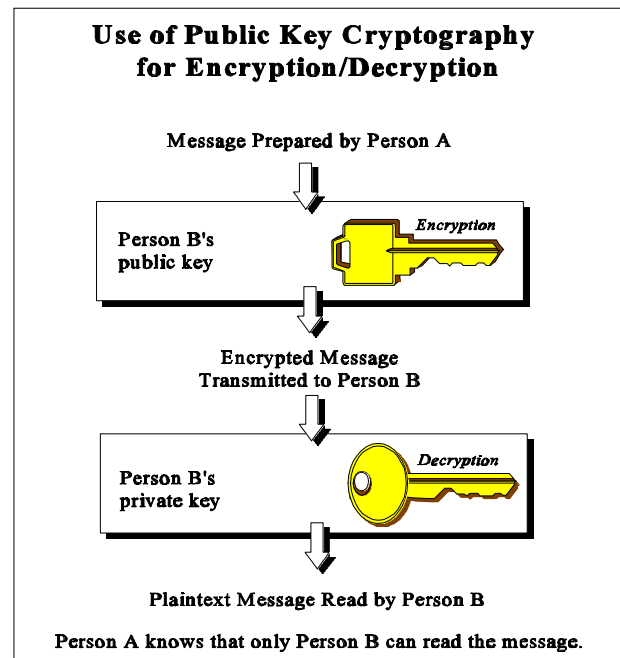 Use of Public Key Cryptography
for Encryption/Decryption
Message Prepared by Person A
Encryption
Person B's
public key
Encrypted Message
Transmitted to Person B
Decryption
Person B's
private key
Plaintext Message Read by Person B
Person A knows that only Person B can read the message.